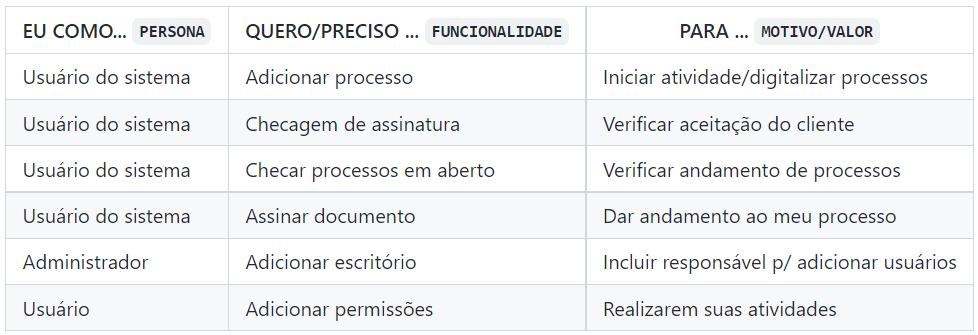 EU COMO... PERSONA QUERO/PRECISO ... FUNCIONALIDADE PARA ... MOTIVO/VALOR
Usuário do sistema Adicionar processo Iniciar atividade/digitalizar processos
Usuário do sistema Checagem de assinatura Verificar aceitação do cliente
Usuário do sistema Checar processos em aberto Verificar andamento de processos
Usuário do sistema Assinar documento Dar andamento ao meu processo
Administrador Adicionar escritório Incluir responsável p/ adicionar usuários
Usuário Adicionar permissões Realizarem suas atividades